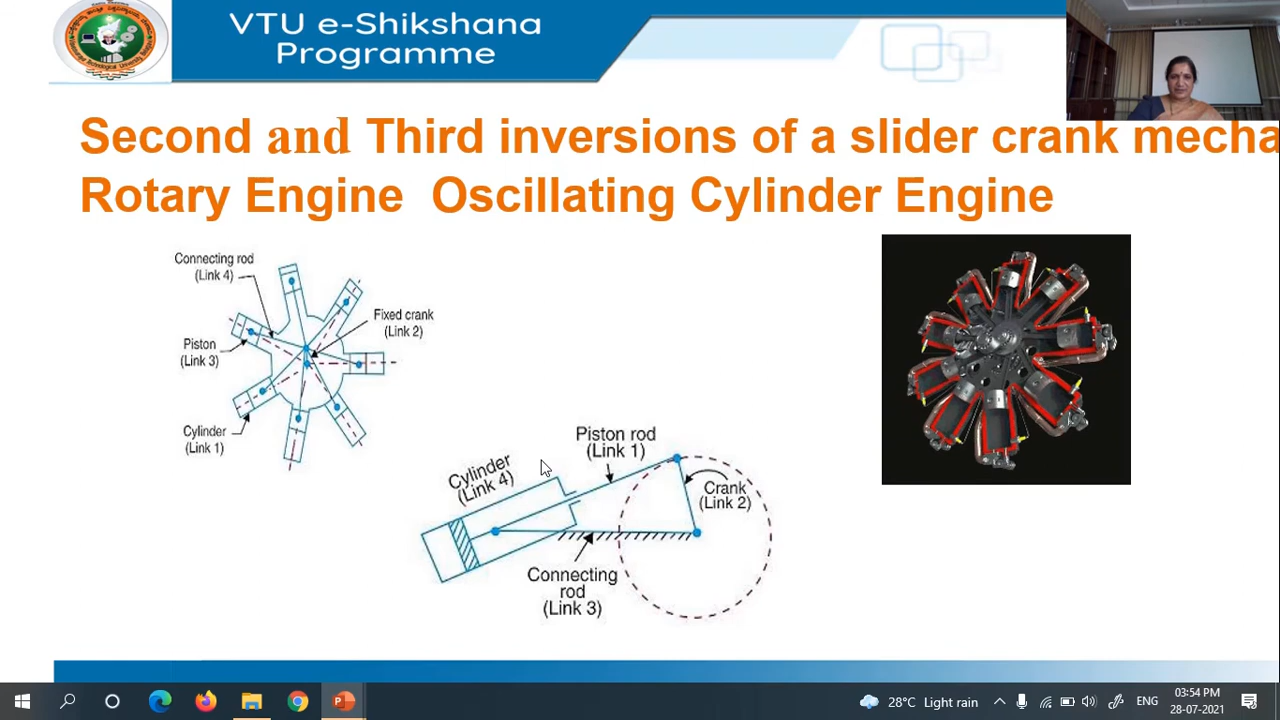 VTU e-Shikshana
Programme
Second and Third inversions of a slider crank mecha
Rotary Engine Oscillating Cylinder Engine
Connecting rod
(Link 4)
Fixed crank
(Link 2)
Piston
(Link 3)
Cylinder
(Link 1)
Piston rod
(Link 1)
Cylinder
(Link 4)
Crank
(Link 2)
Connecting
rod
(Link 3)
28°C Light rain
ENG
03:54 PM
28-07-2021